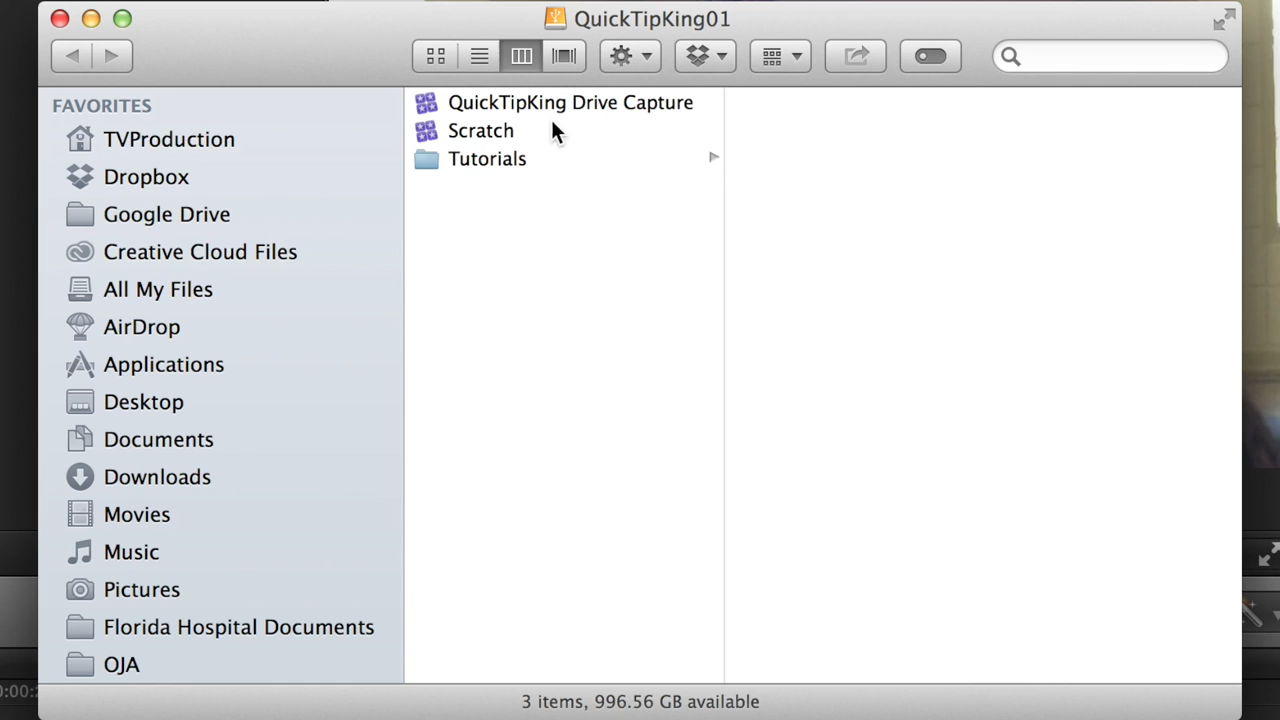 QuickTipKing01
FAVORITES
TVProduction
Dropbox
Google Drive
Creative Cloud Files
All My Files
AirDrop
Applications
Desktop
Documents
Downloads
Movies
Music
Pictures
Florida Hospital Documents
OJA
QuickTipKing Drive Capture
Scratch
Tutorials
3 items, 996.56 GB available